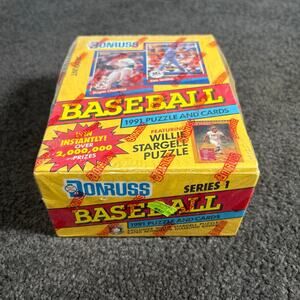 DONRUSS
BASEBALL
1991 PUZZLE AND CARDS
WIN
INSTANTLY!
OVER
2,000,000
PRIZES
FEATURING
WILLIE
STARGELL
PUZZLE
DONRUSS
SERIES 1
BASEBALL
1991 PUZZLE AND CARDS